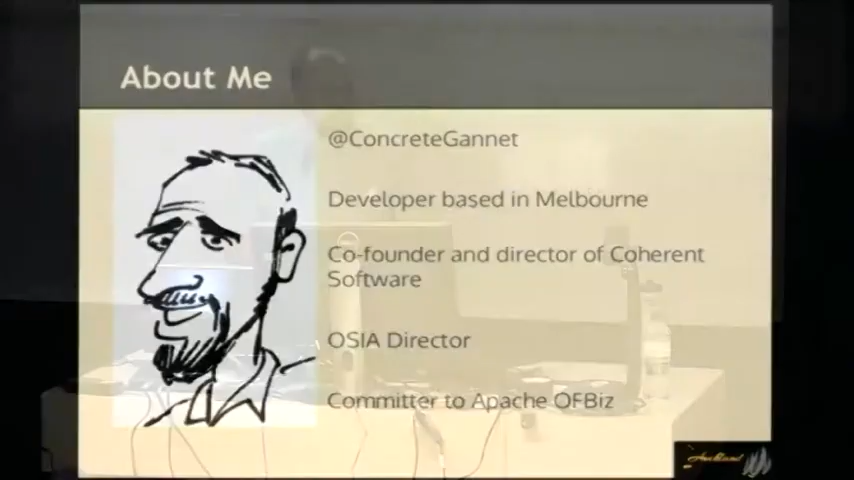 About Me
@ConcreteGannet
Developer based in Melbourne
Co-founder and director of Coherent
Software
OSIA Director
Committer to Apache OFBiz